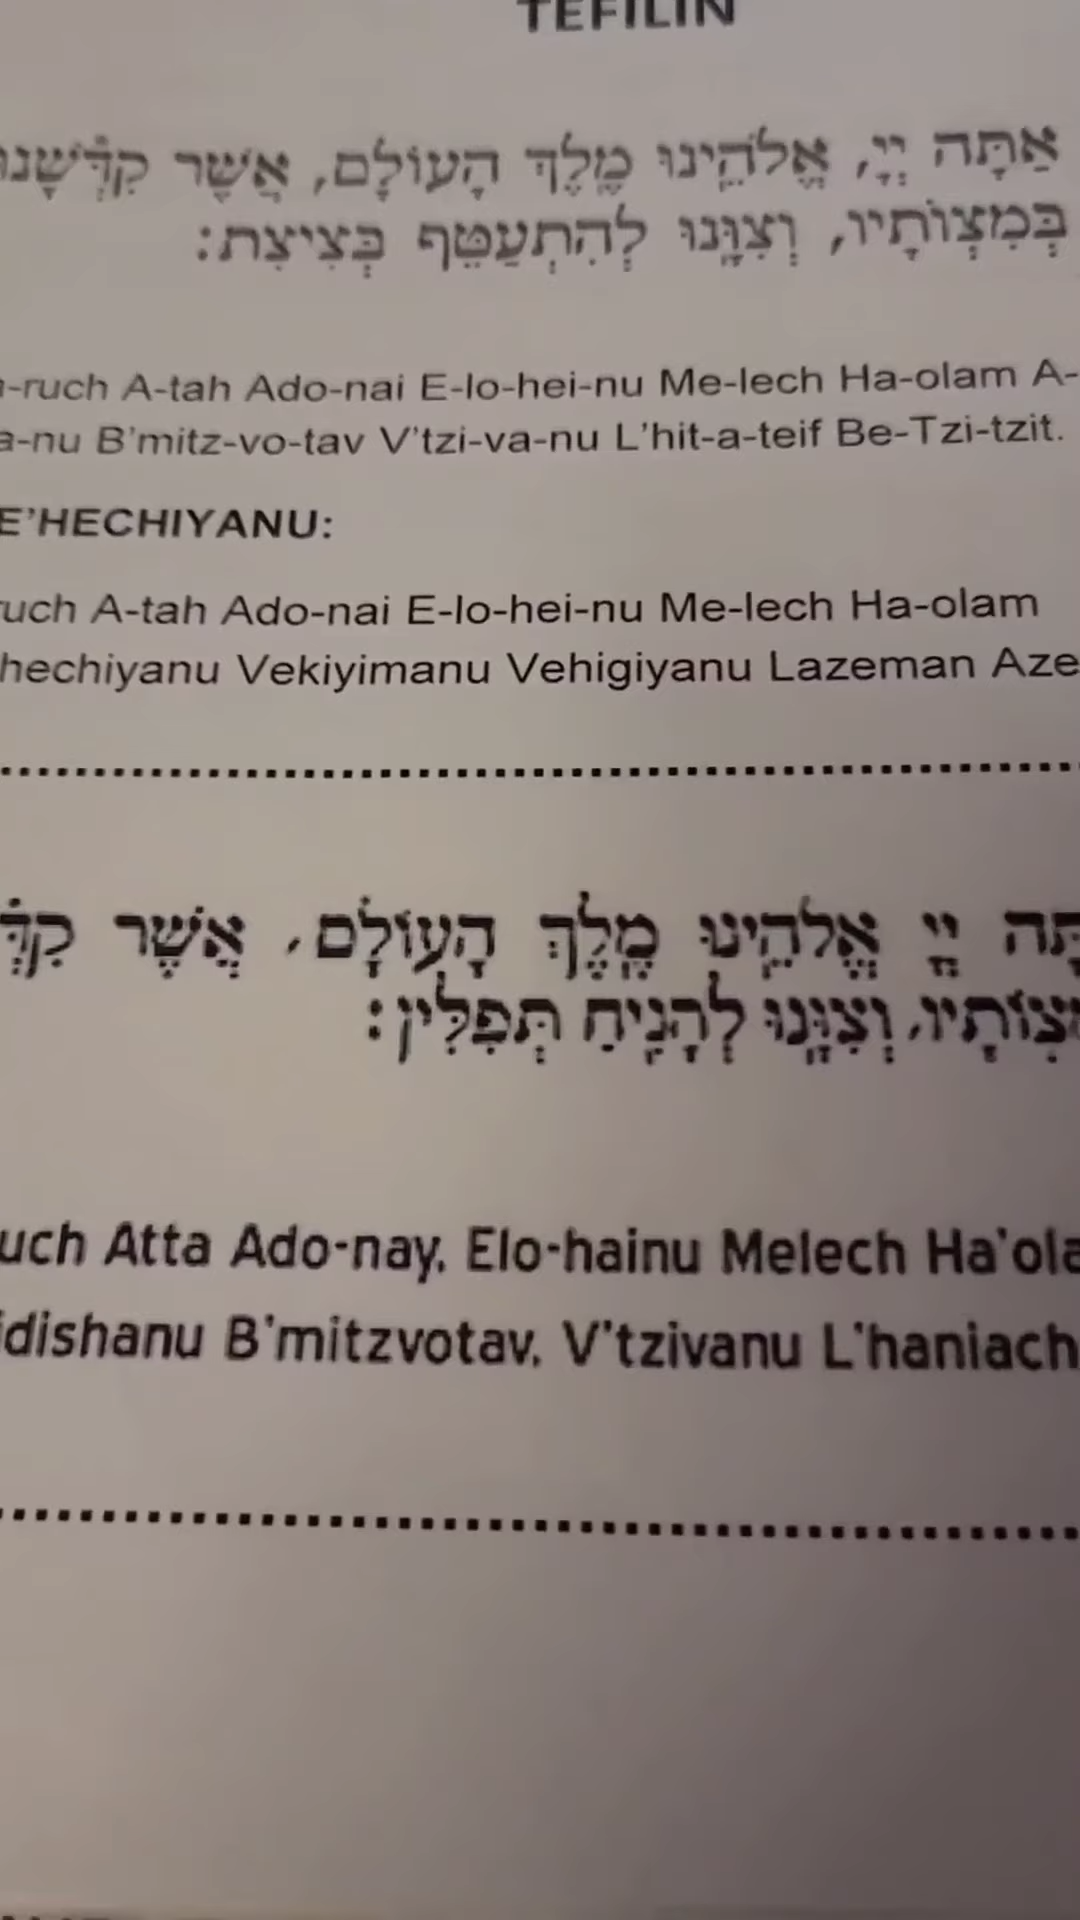 TEFILIN
אַתָּה יְיָ, אֱלֹהֵינוּ מֶלֶךְ הָעוֹלָם, אֲשֶׁר קִדְּשָׁנוּ
בְּמִצְוֹתָיו, וְצִוָּנוּ לְהִתְעַטֵּף בְּצִיצִת:
-ruch A-tah Ado-nai E-lo-hei-nu Me-lech Ha-olam A-
a-nu B'mitz-vo-tav V'tzi-va-nu L'hit-a-teif Be-Tzi-tzit.
E'HECHIYANU:
uch A-tah Ado-nai E-lo-hei-nu Me-lech Ha-olam
hechiyanu Vekiyimanu Vehigiyanu Lazeman Aze
תָּה יְיָ אֱלֹהֵינוּ מֶלֶךְ הָעוֹלָם, אֲשֶׁר קִדְּ
צְוֹתָיו, וְצִוָּנוּ לְהָנִיחַ תְּפִלִּין:
uch Atta Ado-nay, Elo-hainu Melech Ha'ola
idishanu B'mitzvotav, V'tzivanu L'haniach